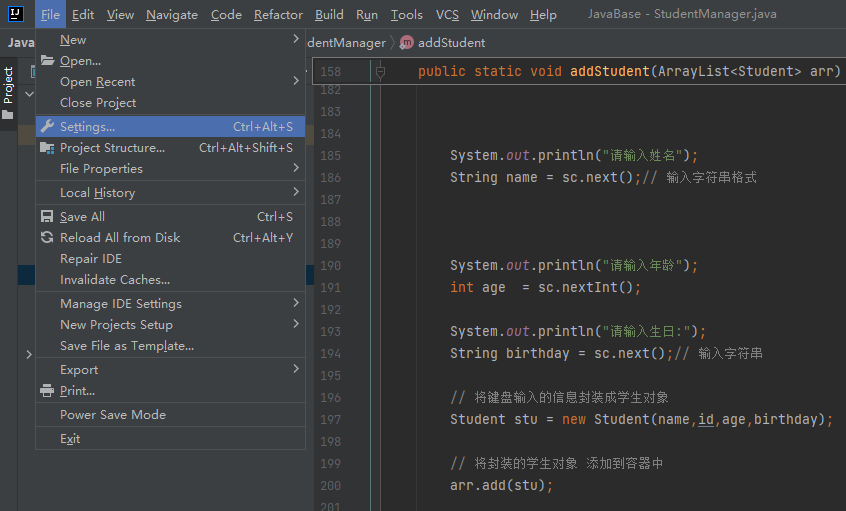 IJ File Edit View Navigate Code Refactor Build Run Tools VCS Window Help JavaBase - StudentManager.java
Java dentManager m addStudent
Project
New
Open...
Open Recent
Close Project
Settings... Ctrl+Alt+S
Project Structure... Ctrl+Alt+Shift+S
File Properties
Local History
Save All Ctrl+S
Reload All from Disk Ctrl+Alt+Y
Repair IDE
Invalidate Caches...
Manage IDE Settings
New Projects Setup
Save File as Template...
Export
Print...
Power Save Mode
Exit
158 public static void addStudent(ArrayList<Student> arr)
182
183
184
185 System.out.println("请输入姓名");
186 String name = sc.next();// 输入字符串格式
187
188
189
190 System.out.println("请输入年龄");
191 int age = sc.nextInt();
192
193 System.out.println("请输入生日:");
194 String birthday = sc.next();// 输入字符串
195
196 // 将键盘输入的信息封装成学生对象
197 Student stu = new Student(name,id,age,birthday);
198
199 // 将封装的学生对象 添加到容器中
200 arr.add(stu);
201